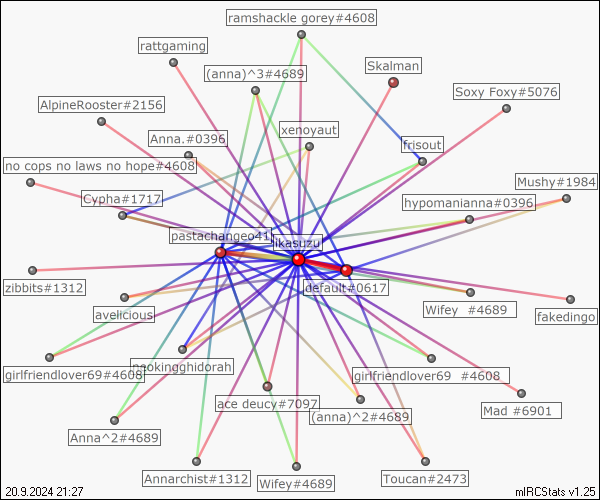 ramshackle gorey#4608
rattgaming
(anna)^3#4689
Skalman
Soxy Foxy#5076
AlpineRooster#2156
xenoyaut
Anna.#0396
frisout
no cops no laws no hope#4608
Mushy#1984
Cypha#1717
hypomanianna#0396
pastachangeo41
likasuzu
zibbits#1312
default#0617
avelicious
Wifey #4689
fakedingo
naokingghidorah
girlfriendlover69#4608
girlfriendlover69 #4608
ace deucy#7097
(anna)^2#4689
Mad #6901
Anna^2#4689
Annarchist#1312
Wifey#4689
Toucan#2473
20.9.2024 21:27
mIRCStats v1.25